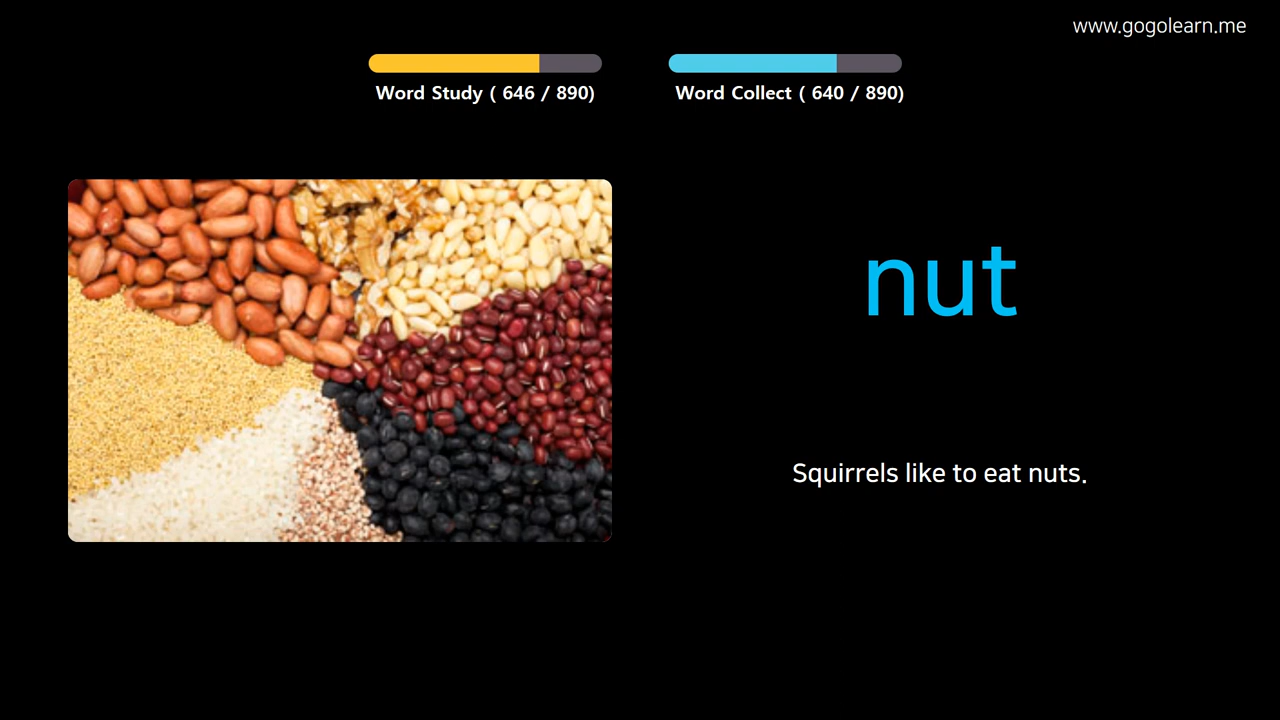 www.gogolearn.me
Word Study ( 646 / 890)
Word Collect ( 640 / 890)
nut
Squirrels like to eat nuts.